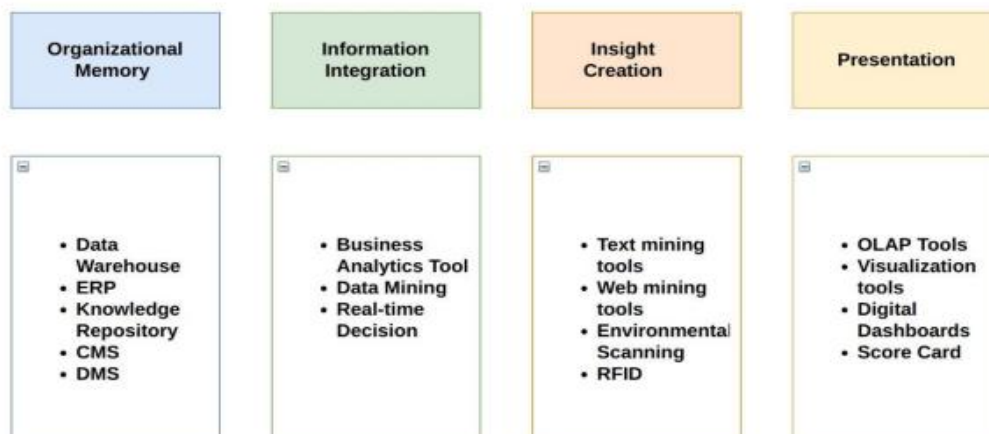 Organizational
Memory
Information
Integration
Insight
Creation
Presentation
• Data
Warehouse
• ERP
• Knowledge
Repository
• CMS
• DMS
• Business
Analytics Tool
• Data Mining
• Real-time
Decision
• Text mining
tools
• Web mining
tools
• Environmental
Scanning
• RFID
• OLAP Tools
• Visualization
tools
• Digital
Dashboards
• Score Card